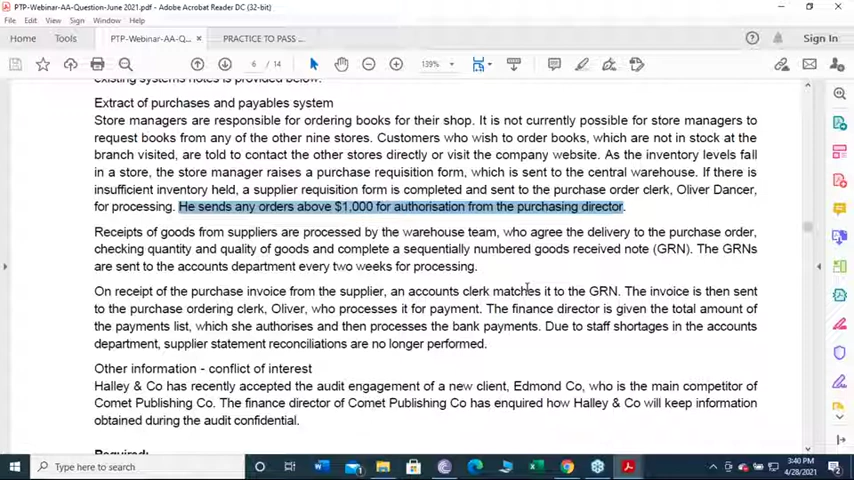 PTP-Webinar-AA-Question-June 2021.pdf - Adobe Acrobat Reader DC (32-bit)
File Edit View Sign Window Help
Home Tools PTP-Webinar-AA-Q... × PRACTICE TO PASS ... Sign In
6 / 14 139%
existing systems notes is provided below.
Extract of purchases and payables system
Store managers are responsible for ordering books for their shop. It is not currently possible for store managers to
request books from any of the other nine stores. Customers who wish to order books, which are not in stock at the
branch visited, are told to contact the other stores directly or visit the company website. As the inventory levels fall
in a store, the store manager raises a purchase requisition form, which is sent to the central warehouse. If there is
insufficient inventory held, a supplier requisition form is completed and sent to the purchase order clerk, Oliver Dancer,
for processing. He sends any orders above $1,000 for authorisation from the purchasing director.
Receipts of goods from suppliers are processed by the warehouse team, who agree the delivery to the purchase order,
checking quantity and quality of goods and complete a sequentially numbered goods received note (GRN). The GRNs
are sent to the accounts department every two weeks for processing.
On receipt of the purchase invoice from the supplier, an accounts clerk matches it to the GRN. The invoice is then sent
to the purchase ordering clerk, Oliver, who processes it for payment. The finance director is given the total amount of
the payments list, which she authorises and then processes the bank payments. Due to staff shortages in the accounts
department, supplier statement reconciliations are no longer performed.
Other information - conflict of interest
Halley & Co has recently accepted the audit engagement of a new client, Edmond Co, who is the main competitor of
Comet Publishing Co. The finance director of Comet Publishing Co has enquired how Halley & Co will keep information
obtained during the audit confidential.
Required:
Type here to search
3:40 PM
4/28/2021